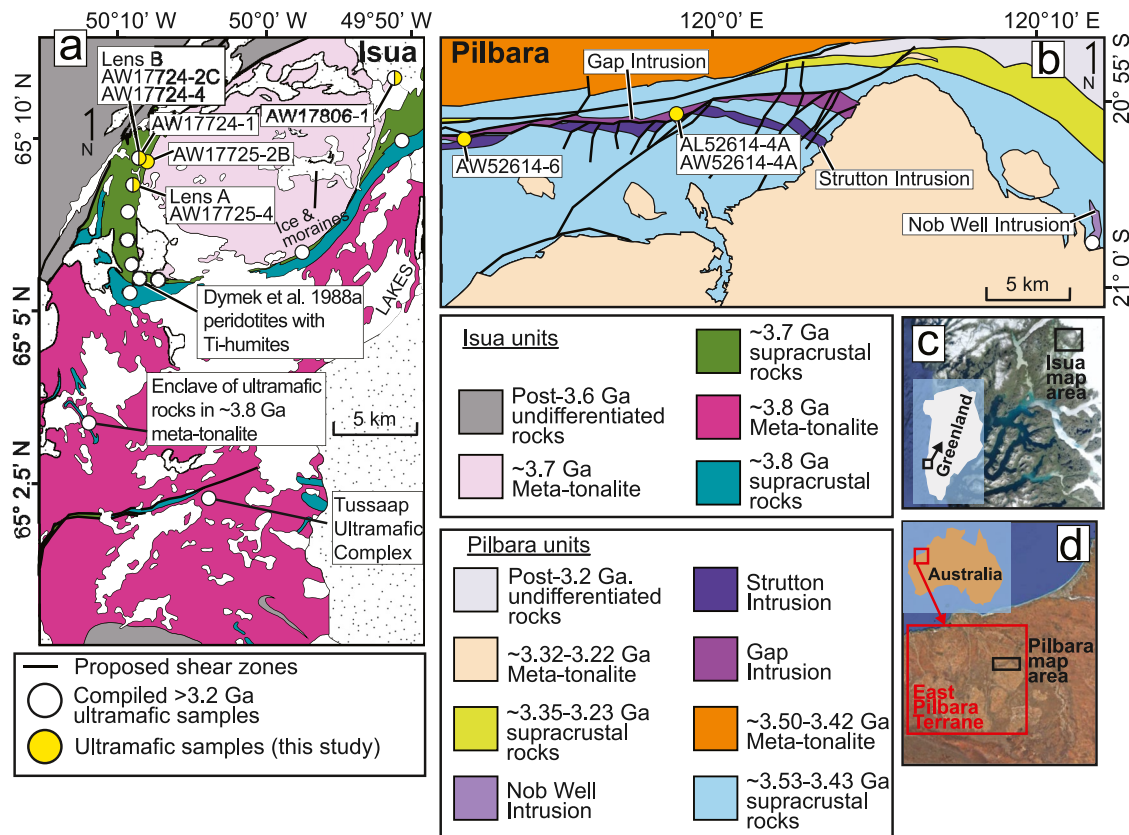 50°10' W
50°00' W
49°50' W
a
Isua
Lens B
AW17724-2C
AW17724-4
AW17724-1
AW17806-1
AW17725-2B
Lens A
AW17725-4
N
65° 10' N
65° 5' N
65° 2.5' N
Ice &
moraines
LAKES
Dymek et al. 1988a
peridotites with
Ti-humites
Enclave of ultramafic
rocks in ~3.8 Ga
meta-tonalite
5 km
Tussaap
Ultramafic
Complex
Proposed shear zones
Compiled >3.2 Ga
ultramafic samples
Ultramafic samples (this study)
120°0' E
120°10' E
Pilbara
b
Gap Intrusion
N
20° 55' S
AW52614-6
AL52614-4A
AW52614-4A
Strutton Intrusion
Nob Well Intrusion
5 km
21° 0' S
Isua units
Post-3.6 Ga
undifferentiated
rocks
~3.7 Ga
Meta-tonalite
~3.7 Ga
supracrustal
rocks
~3.8 Ga
Meta-tonalite
~3.8 Ga
supracrustal
rocks
c
Isua
map
area
Greenland
Pilbara units
Post-3.2 Ga.
undifferentiated
rocks
~3.32-3.22 Ga
Meta-tonalite
~3.35-3.23 Ga
supracrustal
rocks
Nob Well
Intrusion
Strutton
Intrusion
Gap
Intrusion
~3.50-3.42 Ga
Meta-tonalite
~3.53-3.43 Ga
supracrustal
rocks
d
Australia
Pilbara
map
area
East
Pilbara
Terrane